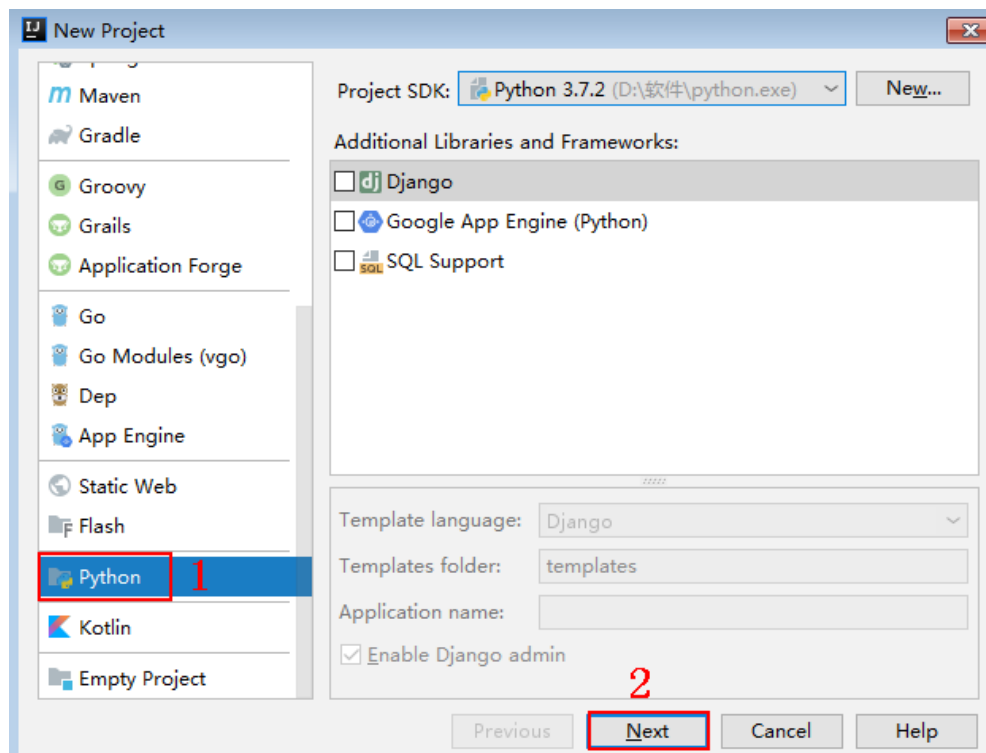 New Project
Maven
Gradle
Groovy
Grails
Application Forge
Go
Go Modules (vgo)
Dep
App Engine
Static Web
Flash
Python 1
Kotlin
Empty Project
Project SDK: Python 3.7.2 (D:\软件\python.exe) New...
Additional Libraries and Frameworks:
dj Django
Google App Engine (Python)
SQL SQL Support
Template language: Django
Templates folder: templates
Application name:
Enable Django admin
2
Previous Next Cancel Help